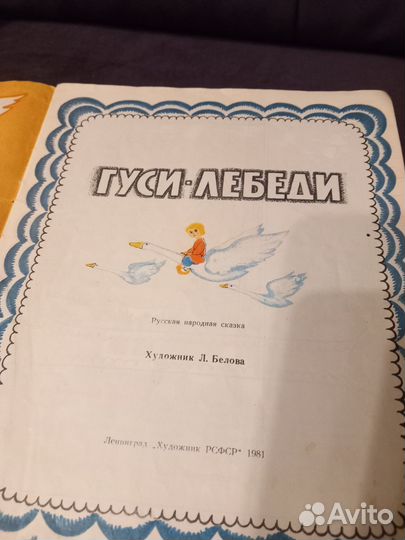 ГУСИ-ЛЕБЕДИ
Русская народная сказка
Художник Л. Белова
Ленинград „Художник РСФСР" 1981
Avito